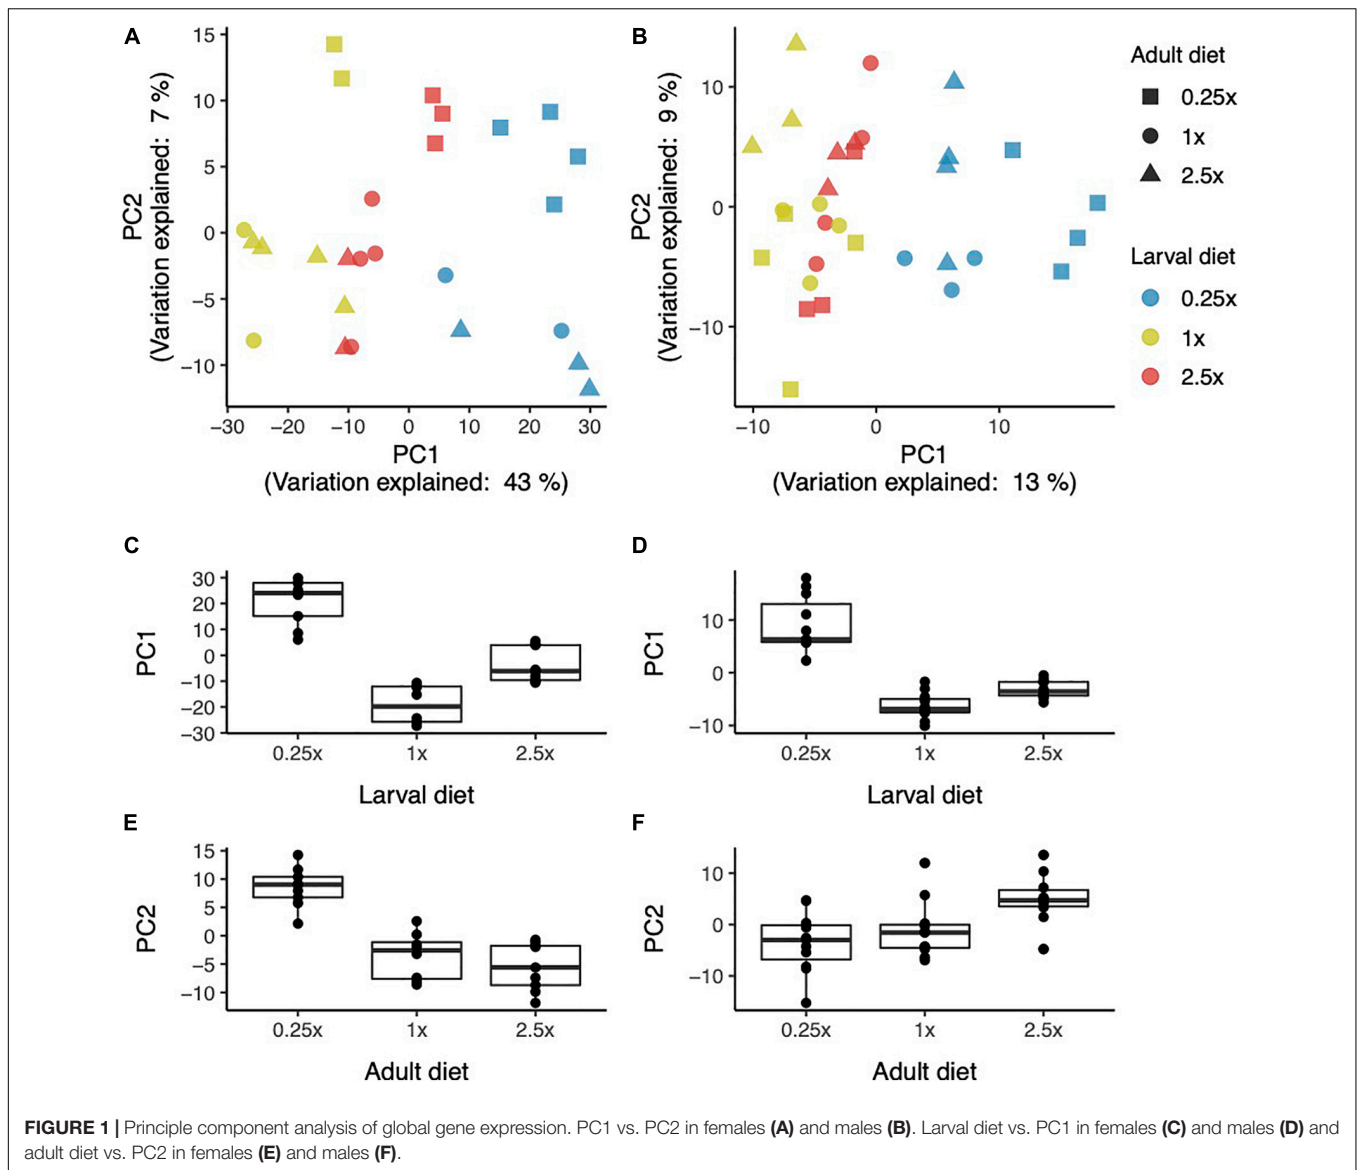 A
15
10
5
0
−5
−10
PC2
(Variation explained: 7 %)
−30 −20 −10 0 10 20 30
PC1
(Variation explained: 43 %)
B
10
0
−10
PC2
(Variation explained: 9 %)
−10 0 10
PC1
(Variation explained: 13 %)
Adult diet
0.25x
1x
2.5x
Larval diet
0.25x
1x
2.5x
C
30
20
10
0
−10
−20
−30
PC1
0.25x 1x 2.5x
Larval diet
D
10
0
−10
PC1
0.25x 1x 2.5x
Larval diet
E
15
10
5
0
−5
−10
PC2
0.25x 1x 2.5x
Adult diet
F
10
0
−10
PC2
0.25x 1x 2.5x
Adult diet
FIGURE 1 | Principle component analysis of global gene expression. PC1 vs. PC2 in females (A) and males (B). Larval diet vs. PC1 in females (C) and males (D) and
adult diet vs. PC2 in females (E) and males (F).